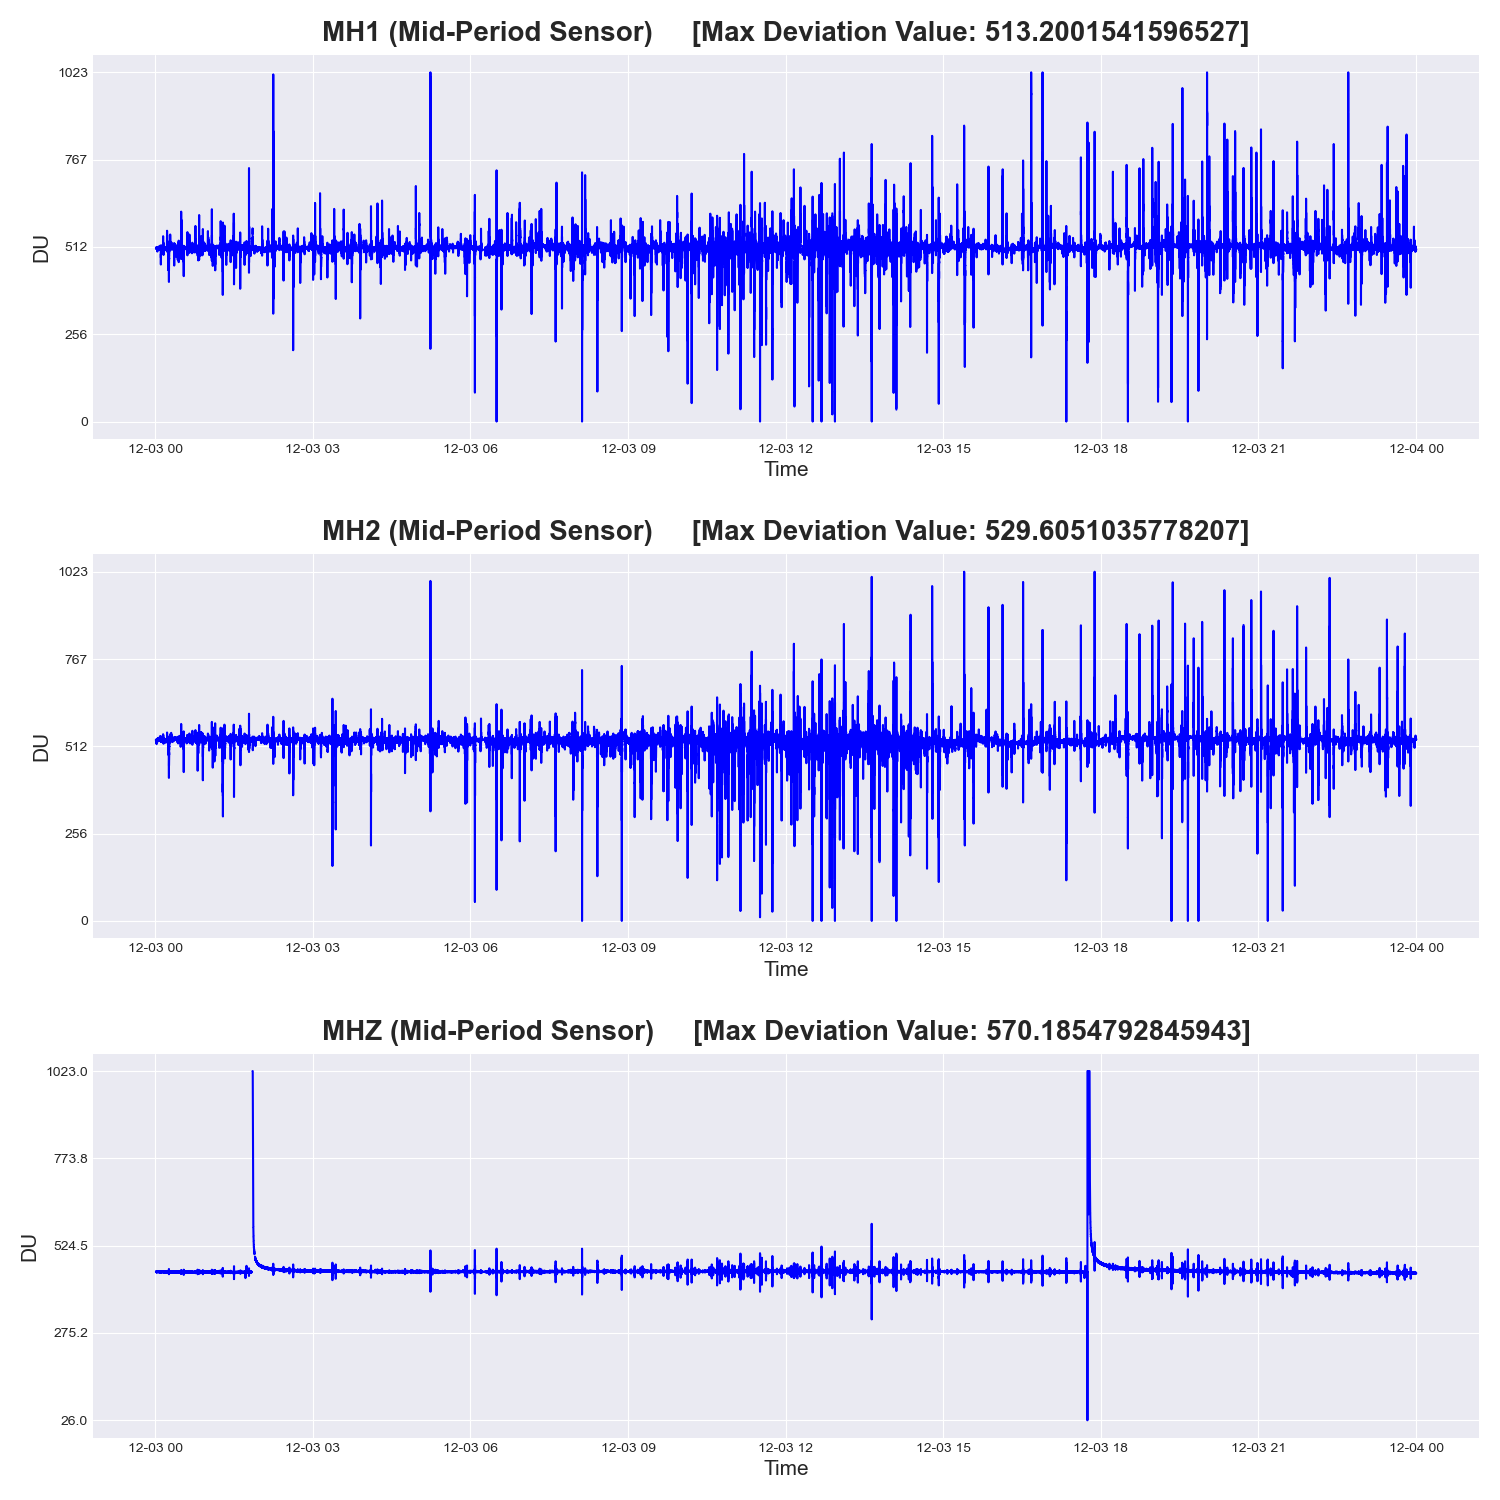 MH1 (Mid-Period Sensor) [Max Deviation Value: 513.2001541596527]
1023
767
512
256
0
DU
12-03 00 12-03 03 12-03 06 12-03 09 12-03 12 12-03 15 12-03 18 12-03 21 12-04 00
Time
MH2 (Mid-Period Sensor) [Max Deviation Value: 529.6051035778207]
1023
767
512
256
0
DU
12-03 00 12-03 03 12-03 06 12-03 09 12-03 12 12-03 15 12-03 18 12-03 21 12-04 00
Time
MHZ (Mid-Period Sensor) [Max Deviation Value: 570.1854792845943]
1023.0
773.8
524.5
275.2
26.0
DU
12-03 00 12-03 03 12-03 06 12-03 09 12-03 12 12-03 15 12-03 18 12-03 21 12-04 00
Time